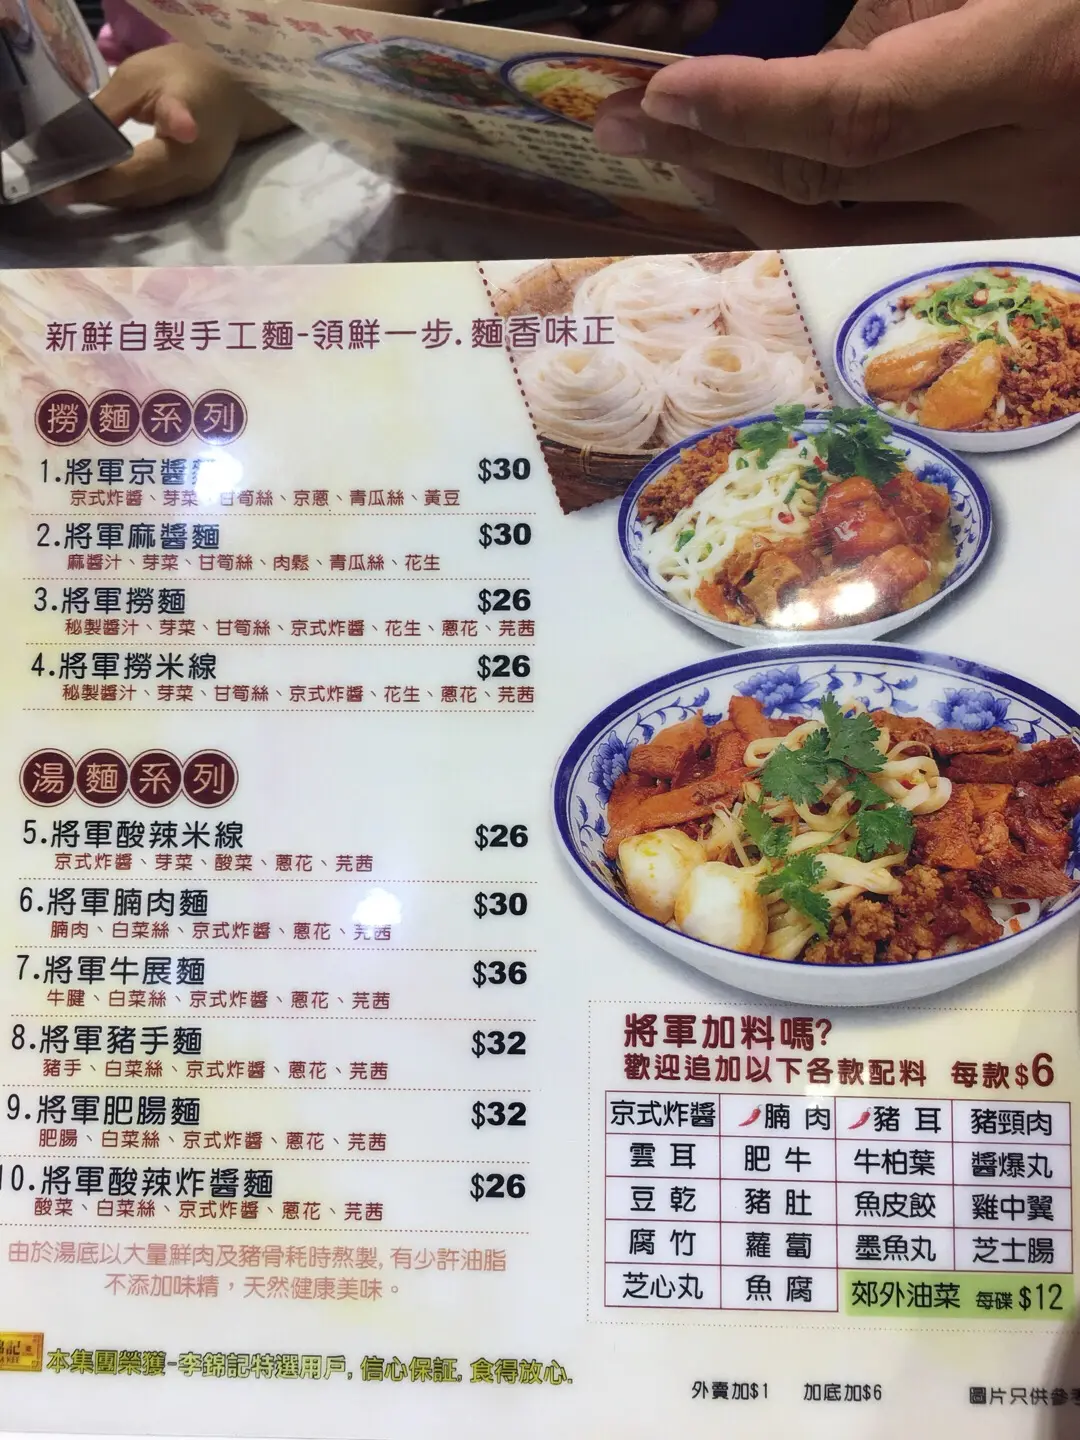 新鮮自製手工麵-領鮮一步.麵香味正
撈麵系列
1.將軍京醬麵 $30
京式炸醬、芽菜、甘筍絲、京蔥、青瓜絲、黃豆
2.將軍麻醬麵 $30
麻醬汁、芽菜、甘筍絲、肉鬆、青瓜絲、花生
3.將軍撈麵 $26
秘製醬汁、芽菜、甘筍絲、京式炸醬、花生、蔥花、芫茜
4.將軍撈米線 $26
秘製醬汁、芽菜、甘筍絲、京式炸醬、花生、蔥花、芫茜
湯麵系列
5.將軍酸辣米線 $26
京式炸醬、芽菜、酸菜、蔥花、芫茜
6.將軍腩肉麵 $30
腩肉、白菜絲、京式炸醬、蔥花、芫茜
7.將軍牛展麵 $36
牛腱、白菜絲、京式炸醬、蔥花、芫茜
8.將軍豬手麵 $32
豬手、白菜絲、京式炸醬、蔥花、芫茜
9.將軍肥腸麵 $32
肥腸、白菜絲、京式炸醬、蔥花、芫茜
10.將軍酸辣炸醬麵 $26
酸菜、白菜絲、京式炸醬、蔥花、芫茜
由於湯底以大量鮮肉及豬骨耗時熬製,有少許油脂
不添加味精，天然健康美味。
本集團榮獲-李錦記特選用戶,信心保証,食得放心.
將軍加料嗎?
歡迎追加以下各款配料 每款$6
京式炸醬 腩肉 豬耳 豬頸肉
雲耳 肥牛 牛柏葉 醬爆丸
豆乾 豬肚 魚皮餃 雞中翼
腐竹 蘿蔔 墨魚丸 芝士腸
芝心丸 魚腐 郊外油菜 每碟$12
外賣加$1 加底加$6 圖片只供參考